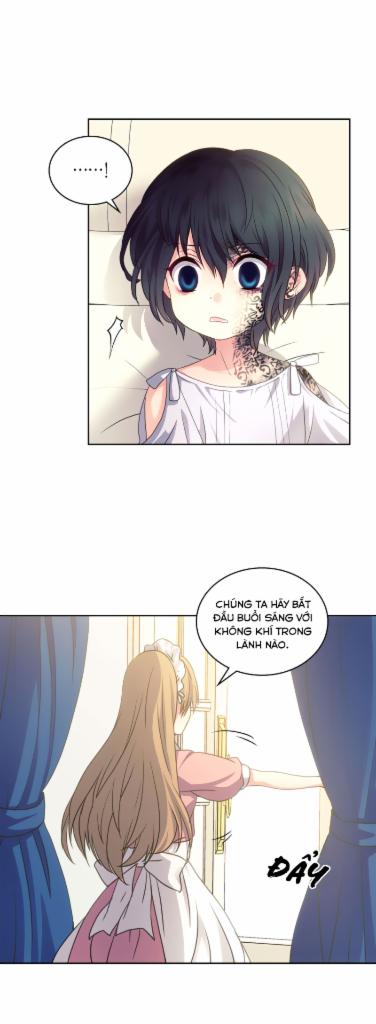 ......!
CHÚNG TA HÃY BẮT
ĐẦU BUỔI SÁNG VỚI
KHÔNG KHÍ TRONG
LÀNH NÀO.
ĐẨY